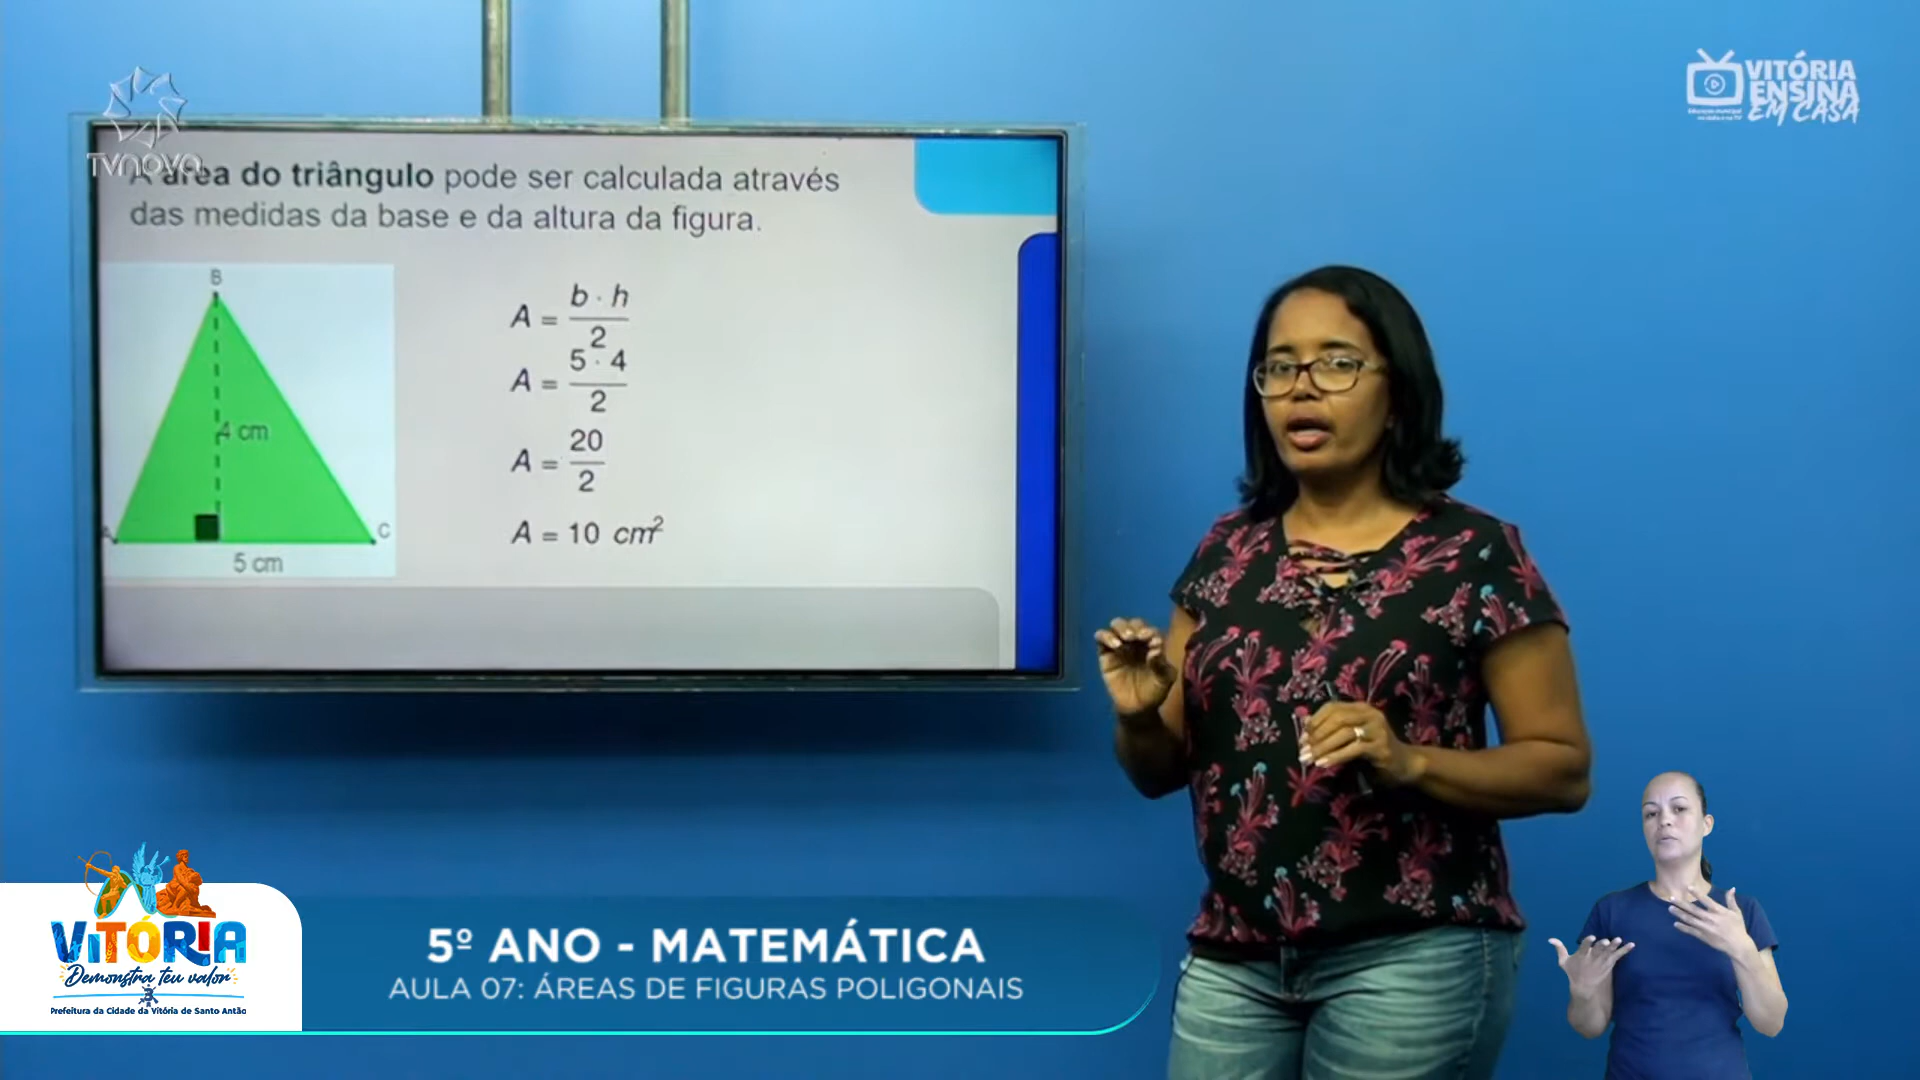 TVNOVA
VITÓRIA
ENSINA
EM CASA
A área do triângulo pode ser calculada através
das medidas da base e da altura da figura.
B
4 cm
A
C
5 cm
A = b · h / 2
A = 5 · 4 / 2
A = 20 / 2
A = 10 cm²
VITÓRIA
Demonstra teu valor
Prefeitura da Cidade da Vitória de Santo Antão
5º ANO - MATEMÁTICA
AULA 07: ÁREAS DE FIGURAS POLIGONAIS